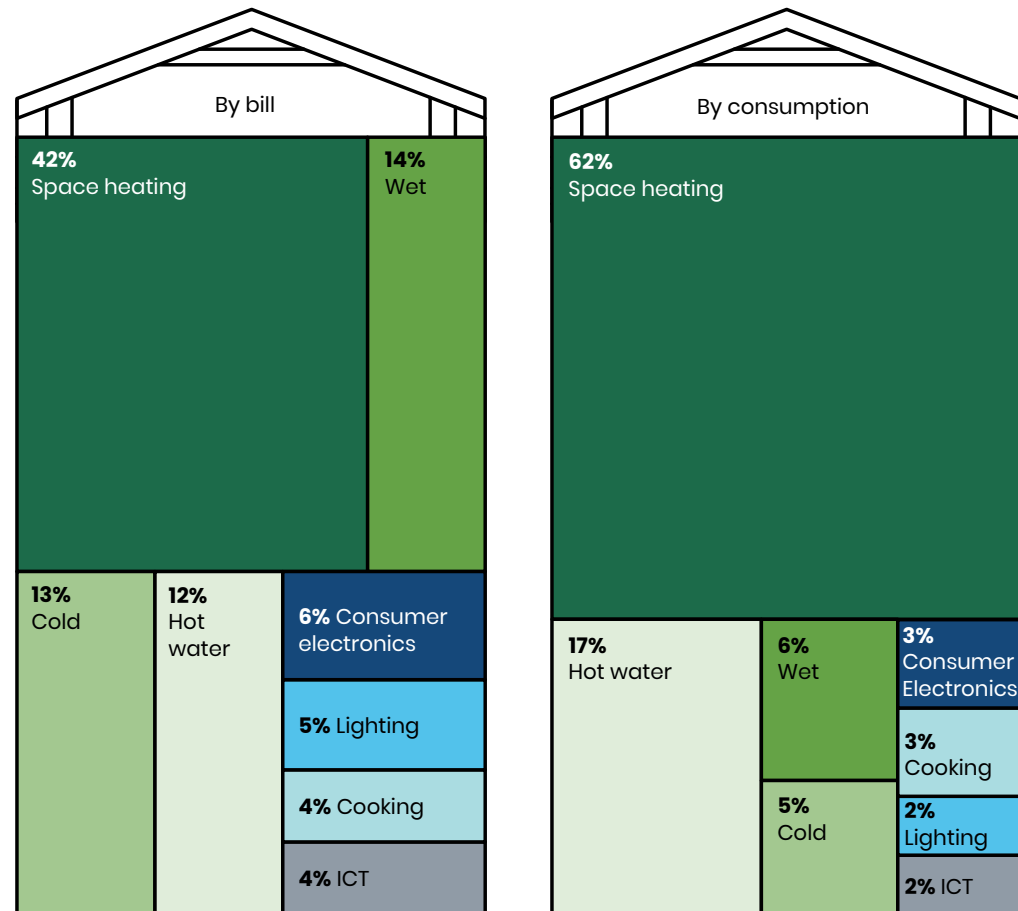 By bill
42%
Space heating
14%
Wet
13%
Cold
12%
Hot
water
6% Consumer
electronics
5% Lighting
4% Cooking
4% ICT
By consumption
62%
Space heating
17%
Hot water
6%
Wet
5%
Cold
3%
Consumer
Electronics
3%
Cooking
2%
Lighting
2% ICT